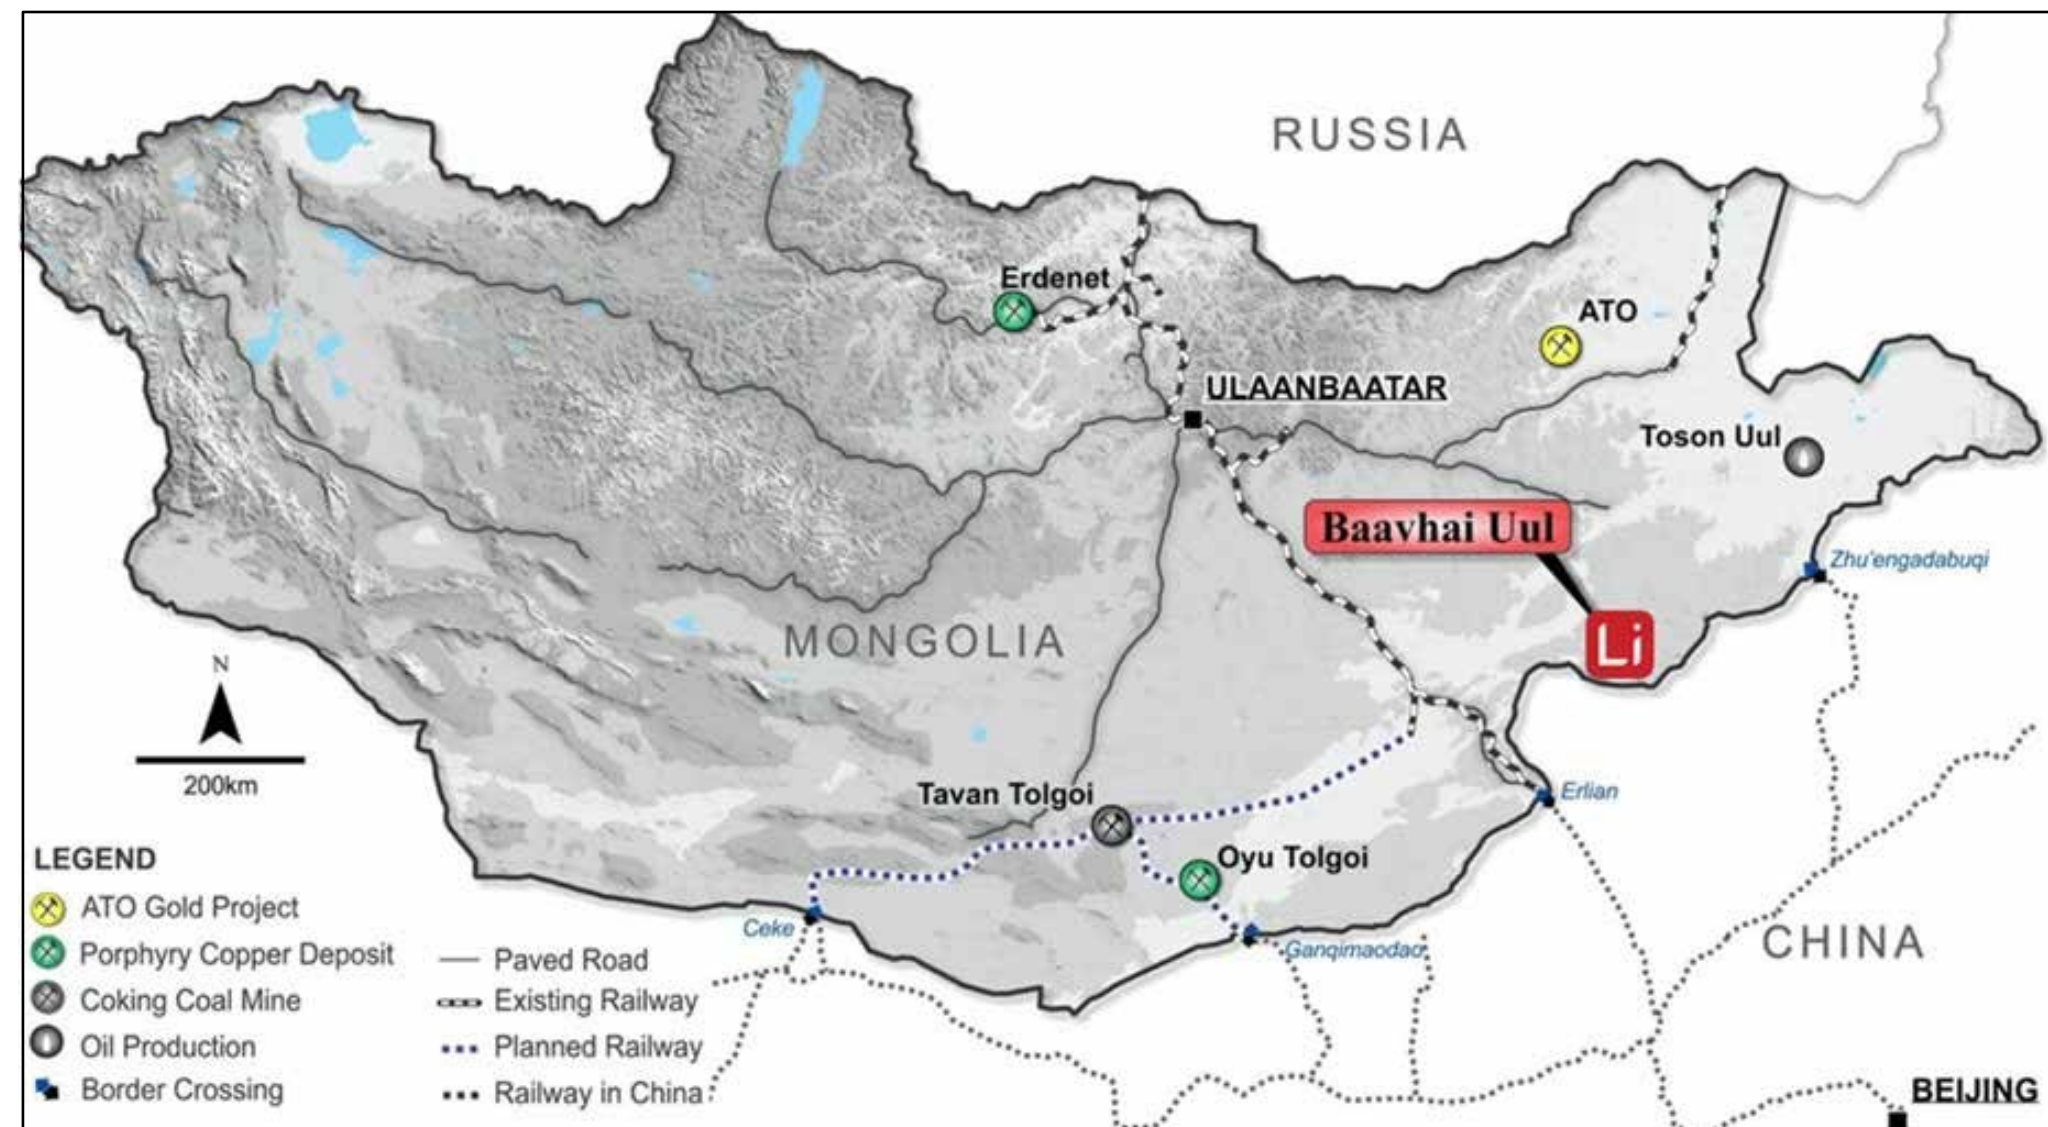 RUSSIA
Erdenet
ATO
ULAANBAATAR
Toson Uul
Baavhai Uul
Zhu'engadabuqi
MONGOLIA
Li
N
200km
Tavan Tolgoi
Erlian
Oyu Tolgoi
Ceke
Ganqimaodao
CHINA
BEIJING
LEGEND
ATO Gold Project
Porphyry Copper Deposit
Coking Coal Mine
Oil Production
Border Crossing
Paved Road
Existing Railway
Planned Railway
Railway in China